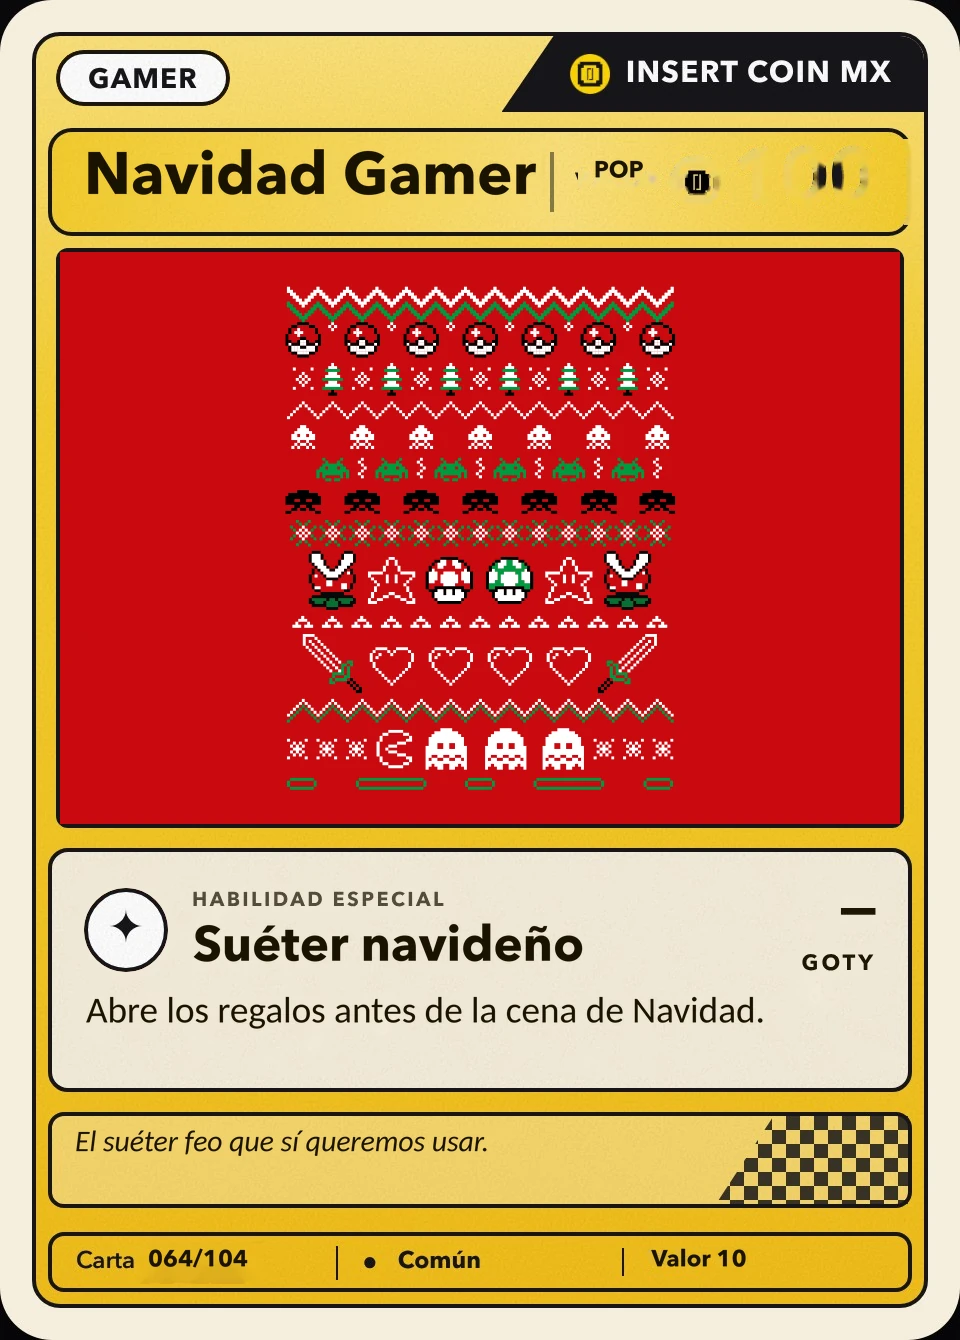 GAMER
INSERT COIN MX
Navidad Gamer
POP
HABILIDAD ESPECIAL
Suéter navideño
GOTY
Abre los regalos antes de la cena de Navidad.
El suéter feo que sí queremos usar.
Carta 064/104 • Común Valor 10